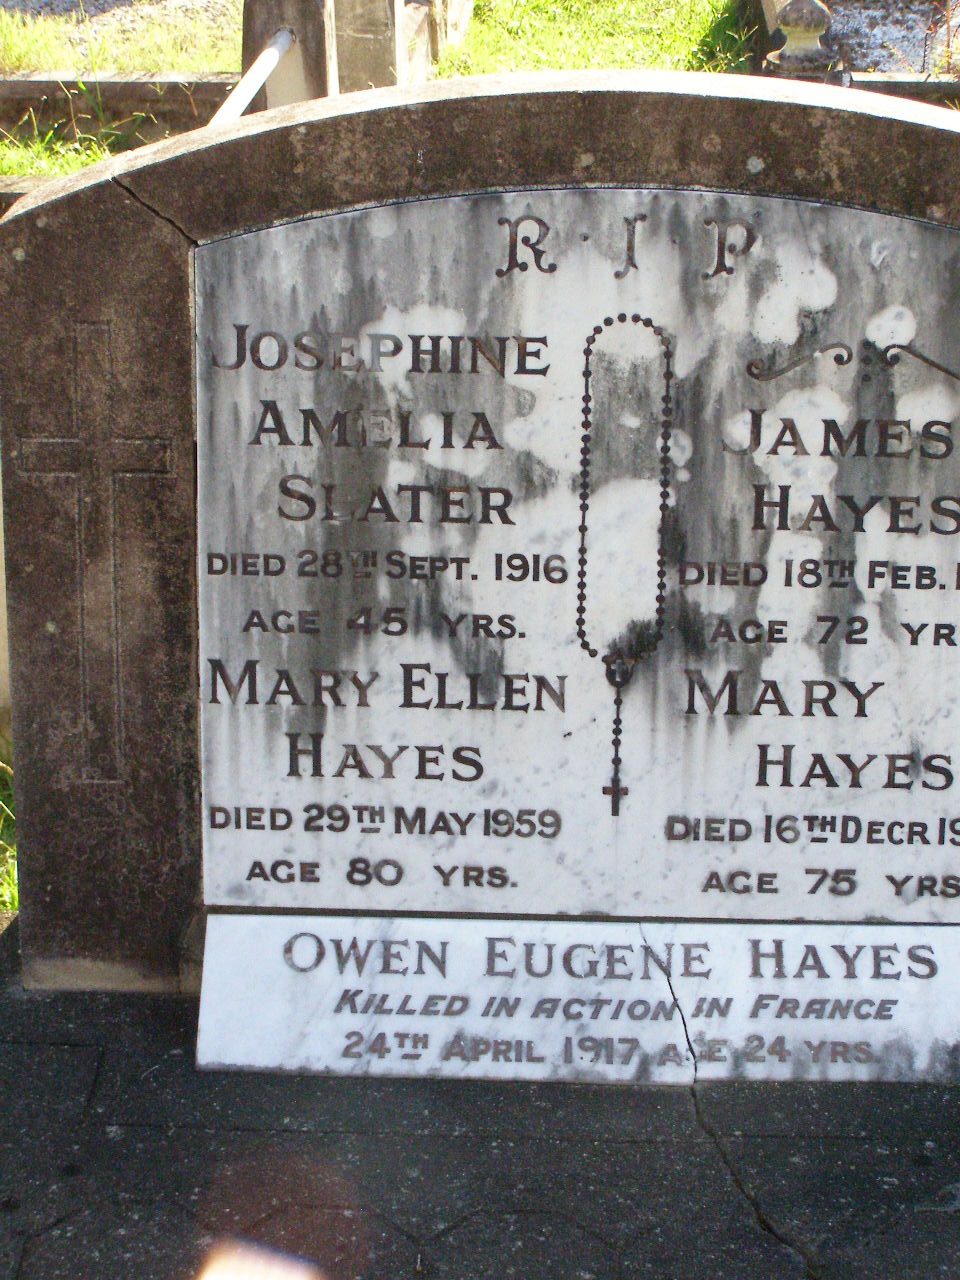 R·I·P
JOSEPHINE
AMELIA
SLATER
DIED 28TH SEPT. 1916
AGE 45 YRS.
MARY ELLEN
HAYES
DIED 29TH MAY 1959
AGE 80 YRS.
JAMES
HAYES
DIED 18TH FEB.
AGE 72
MARY
HAYES
DIED 16TH DECR
AGE 75 YRS
OWEN EUGENE HAYES
KILLED IN ACTION IN FRANCE
24TH APRIL 1917 AGE 24 YRS.